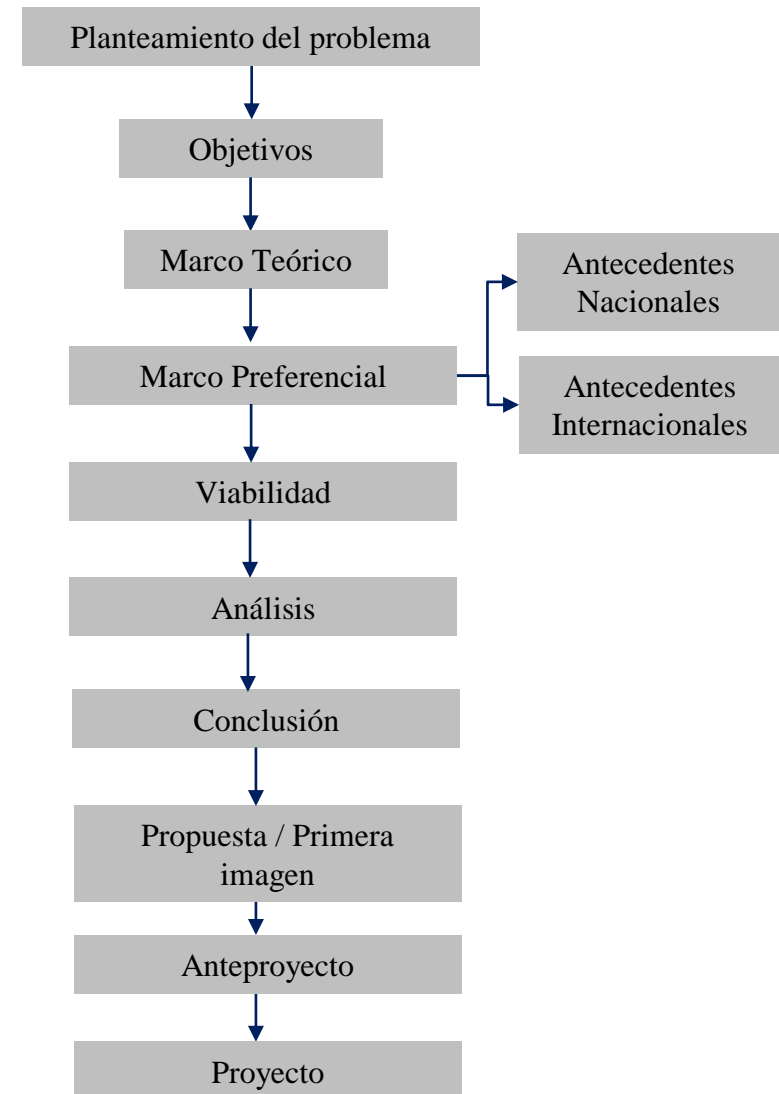 Planteamiento del problema
Objetivos
Marco Teórico
Antecedentes
Nacionales
Marco Preferencial
Antecedentes
Internacionales
Viabilidad
Análisis
Conclusión
Propuesta / Primera
imagen
Anteproyecto
Proyecto